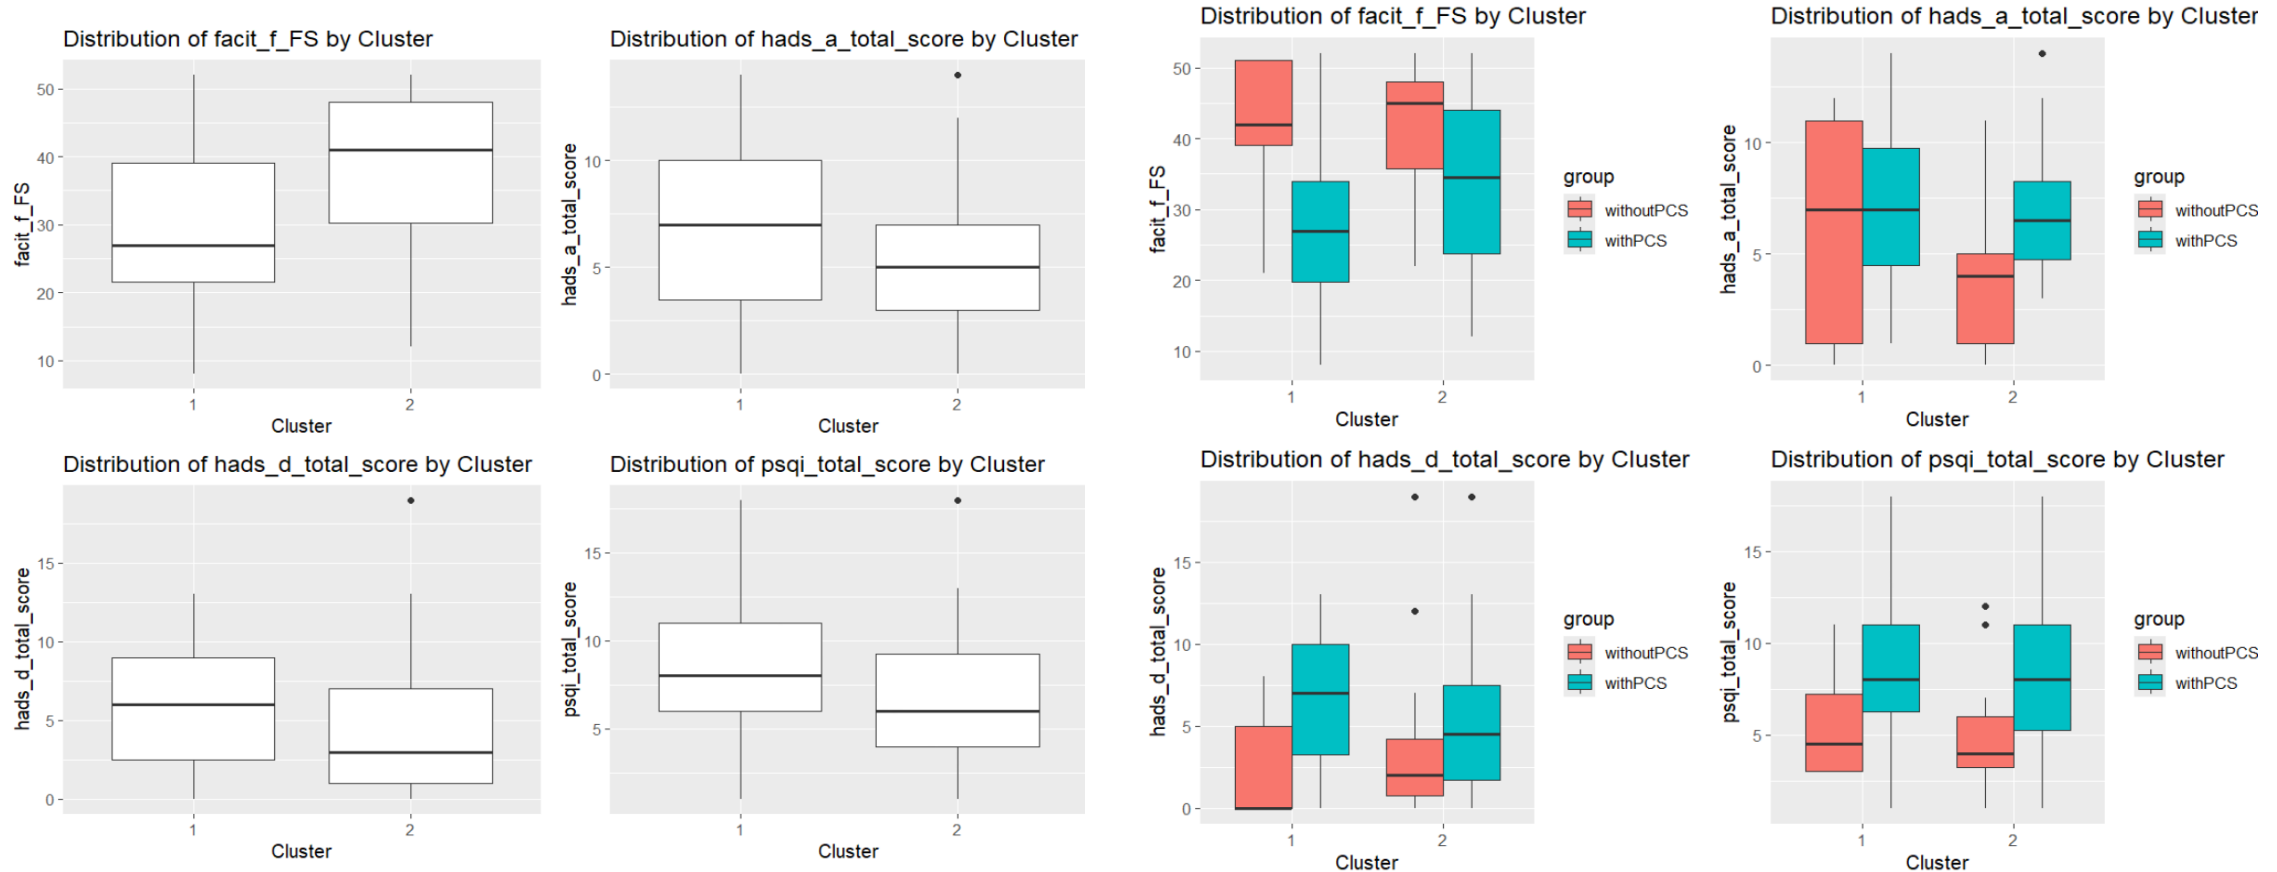 Distribution of facit_f_FS by Cluster
facit_f_FS
50
40
30
20
10
1
2
Cluster
Distribution of hads_a_total_score by Cluster
hads_a_total_score
10
5
0
1
2
Cluster
Distribution of facit_f_FS by Cluster
facit_f_FS
50
40
30
20
10
1
2
Cluster
group
withoutPCS
withPCS
Distribution of hads_a_total_score by Cluster
hads_a_total_score
10
5
0
1
2
Cluster
group
withoutPCS
withPCS
Distribution of hads_d_total_score by Cluster
hads_d_total_score
15
10
5
0
1
2
Cluster
Distribution of psqi_total_score by Cluster
psqi_total_score
15
10
5
1
2
Cluster
Distribution of hads_d_total_score by Cluster
hads_d_total_score
15
10
5
0
1
2
Cluster
group
withoutPCS
withPCS
Distribution of psqi_total_score by Cluster
psqi_total_score
15
10
5
1
2
Cluster
group
withoutPCS
withPCS